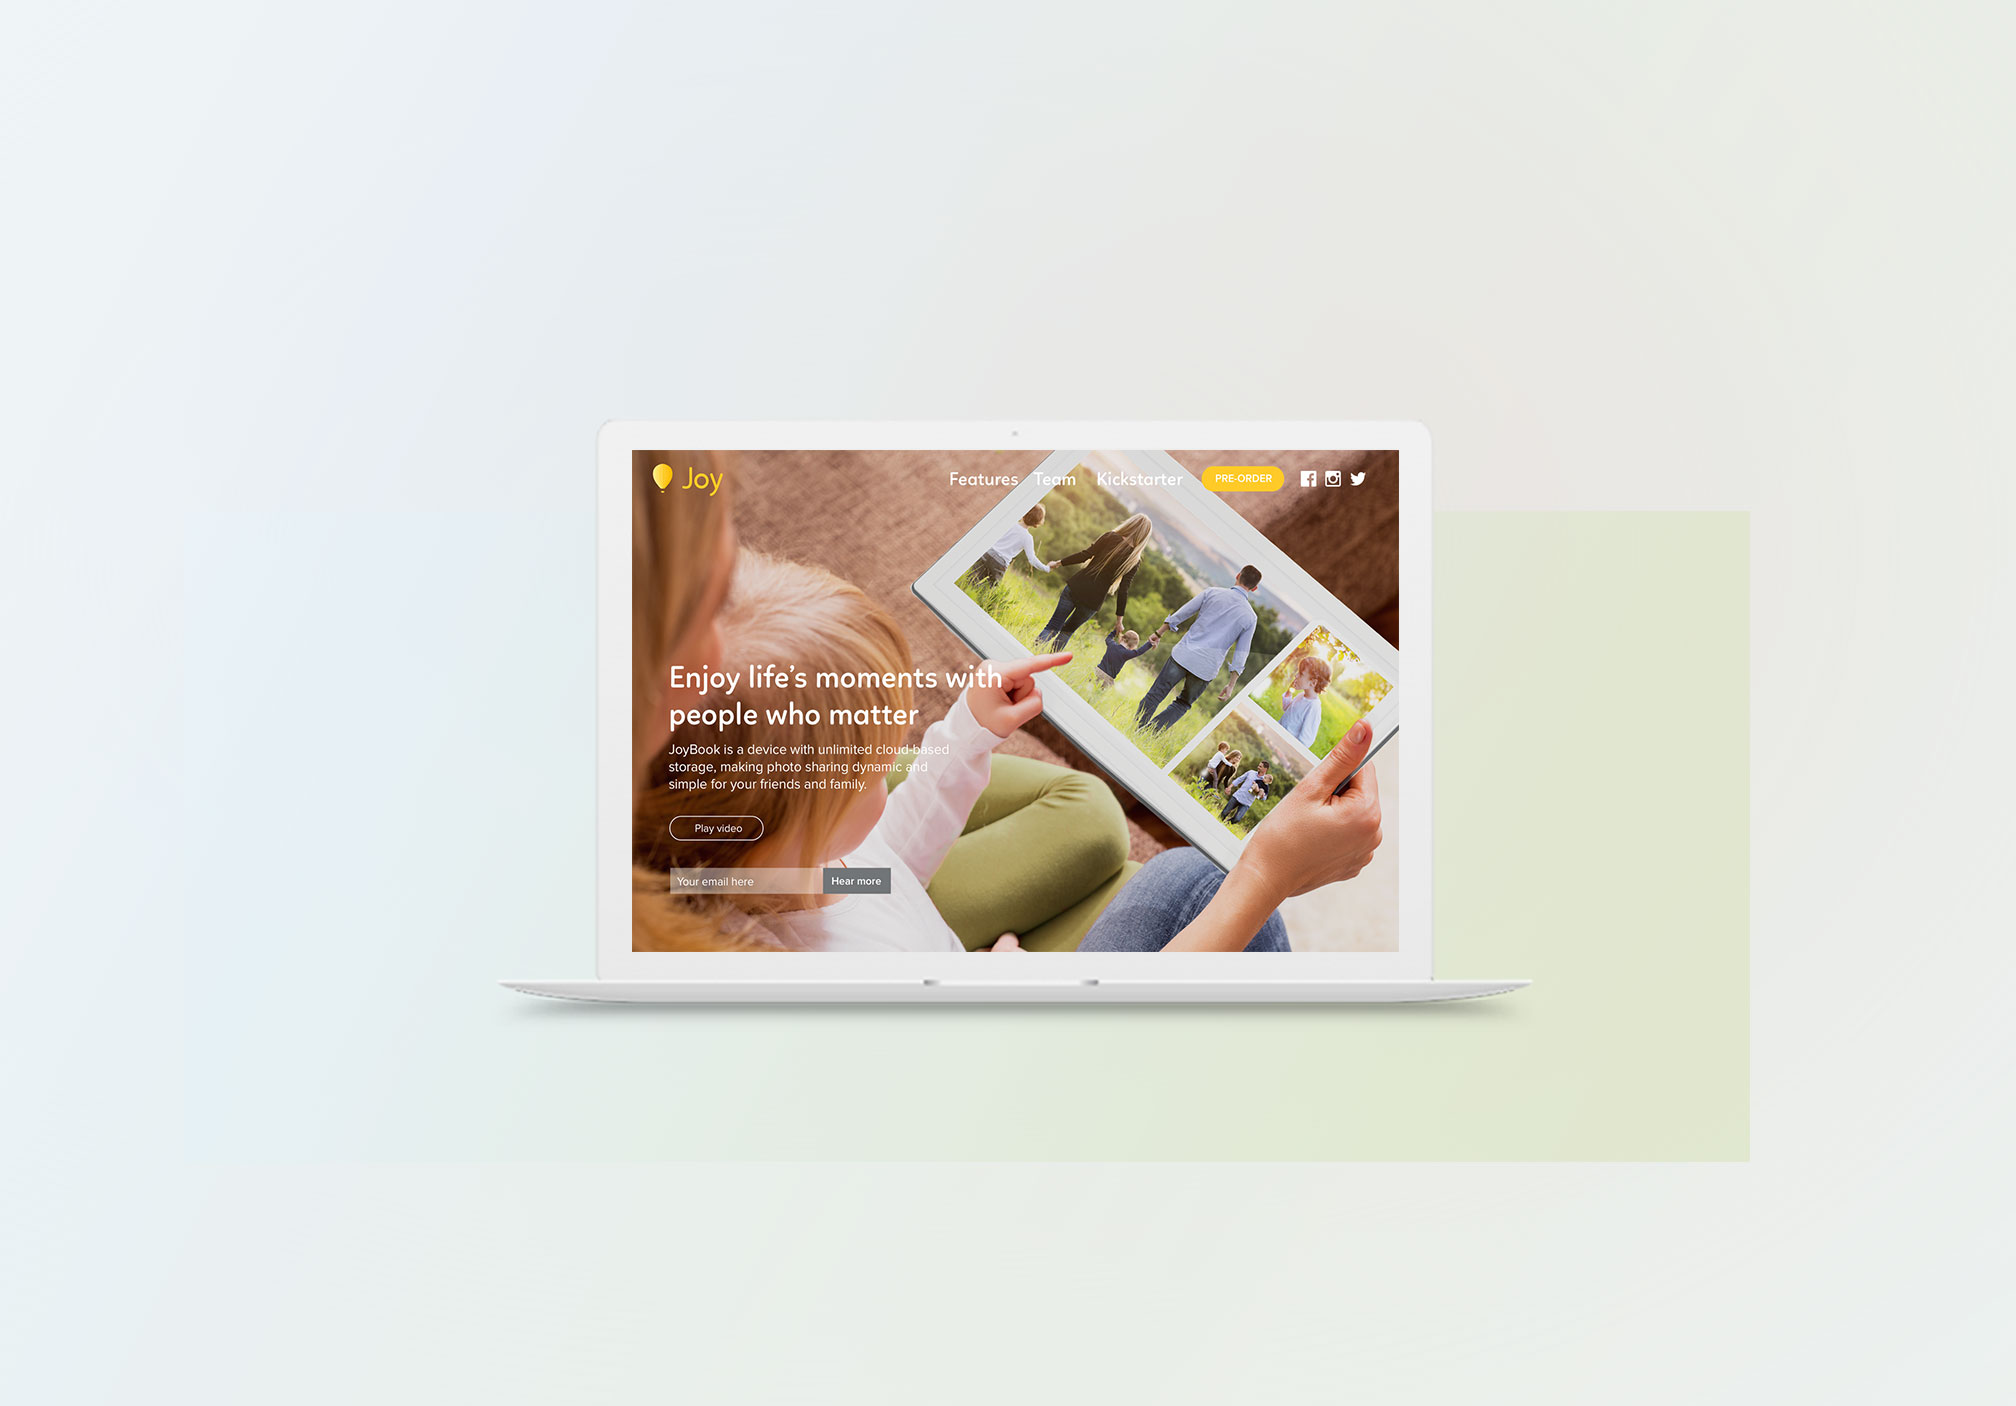 Joy
Features Team Kickstarter PRE-ORDER
Enjoy life’s moments with
people who matter
JoyBook is a device with unlimited cloud-based
storage, making photo sharing dynamic and
simple for your friends and family.
Play video
Your email here Hear more